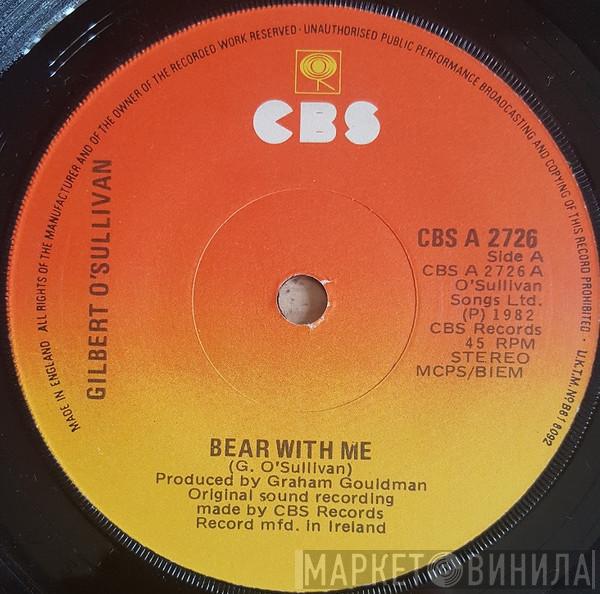 MADE IN ENGLAND ALL RIGHTS OF THE MANUFACTURER AND OF THE OWNER OF THE RECORDED WORK RESERVED · UNAUTHORISED PUBLIC PERFORMANCE BROADCASTING AND COPYING OF THIS RECORD PROHIBITED · U.K.T.M. Nº B818092
CBS
GILBERT O'SULLIVAN
CBS A 2726
Side A
CBS A 2726 A
O'Sullivan
Songs Ltd.
(P) 1982
CBS Records
45 RPM
STEREO
MCPS/BIEM
BEAR WITH ME
(G. O'Sullivan)
Produced by Graham Gouldman
Original sound recording
made by CBS Records
Record mfd. in Ireland
МАРКЕТ ВИНИЛА